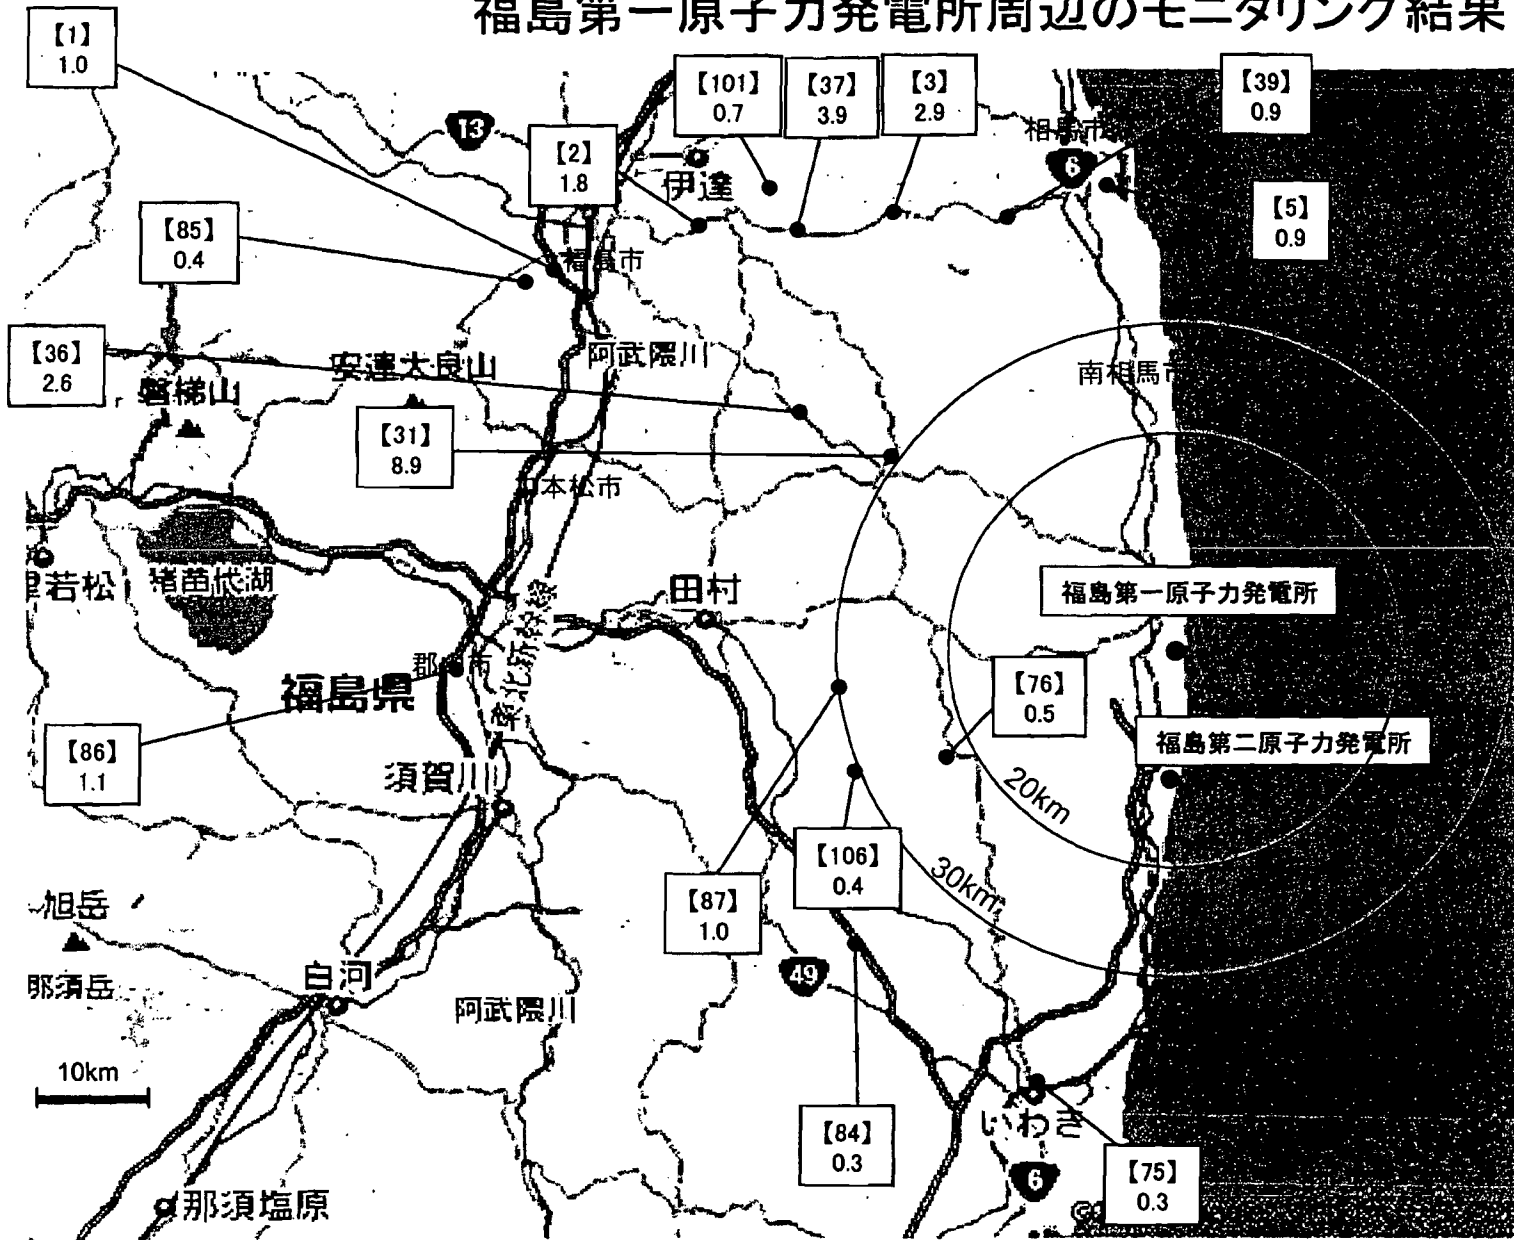 福島第一原子力発電所周辺のモニタリング結果
【1】
1.0
【101】
0.7
【37】
3.9
【3】
2.9
【39】
0.9
13
相馬市
【2】
1.8
6
伊達
【5】
0.9
【85】
0.4
福島市
【36】
2.6
安達太良山
阿武隈川
磐梯山
南相馬市
【31】
8.9
二本松市
若松
猪苗代湖
田村
福島第一原子力発電所
東北新幹線
郡山市
福島県
【76】
0.5
【86】
1.1
福島第二原子力発電所
須賀川
20km
【106】
0.4
30km
【87】
1.0
旭岳
白河
49
那須岳
阿武隈川
10km
いわき
【84】
0.3
【75】
0.3
6
那須塩原